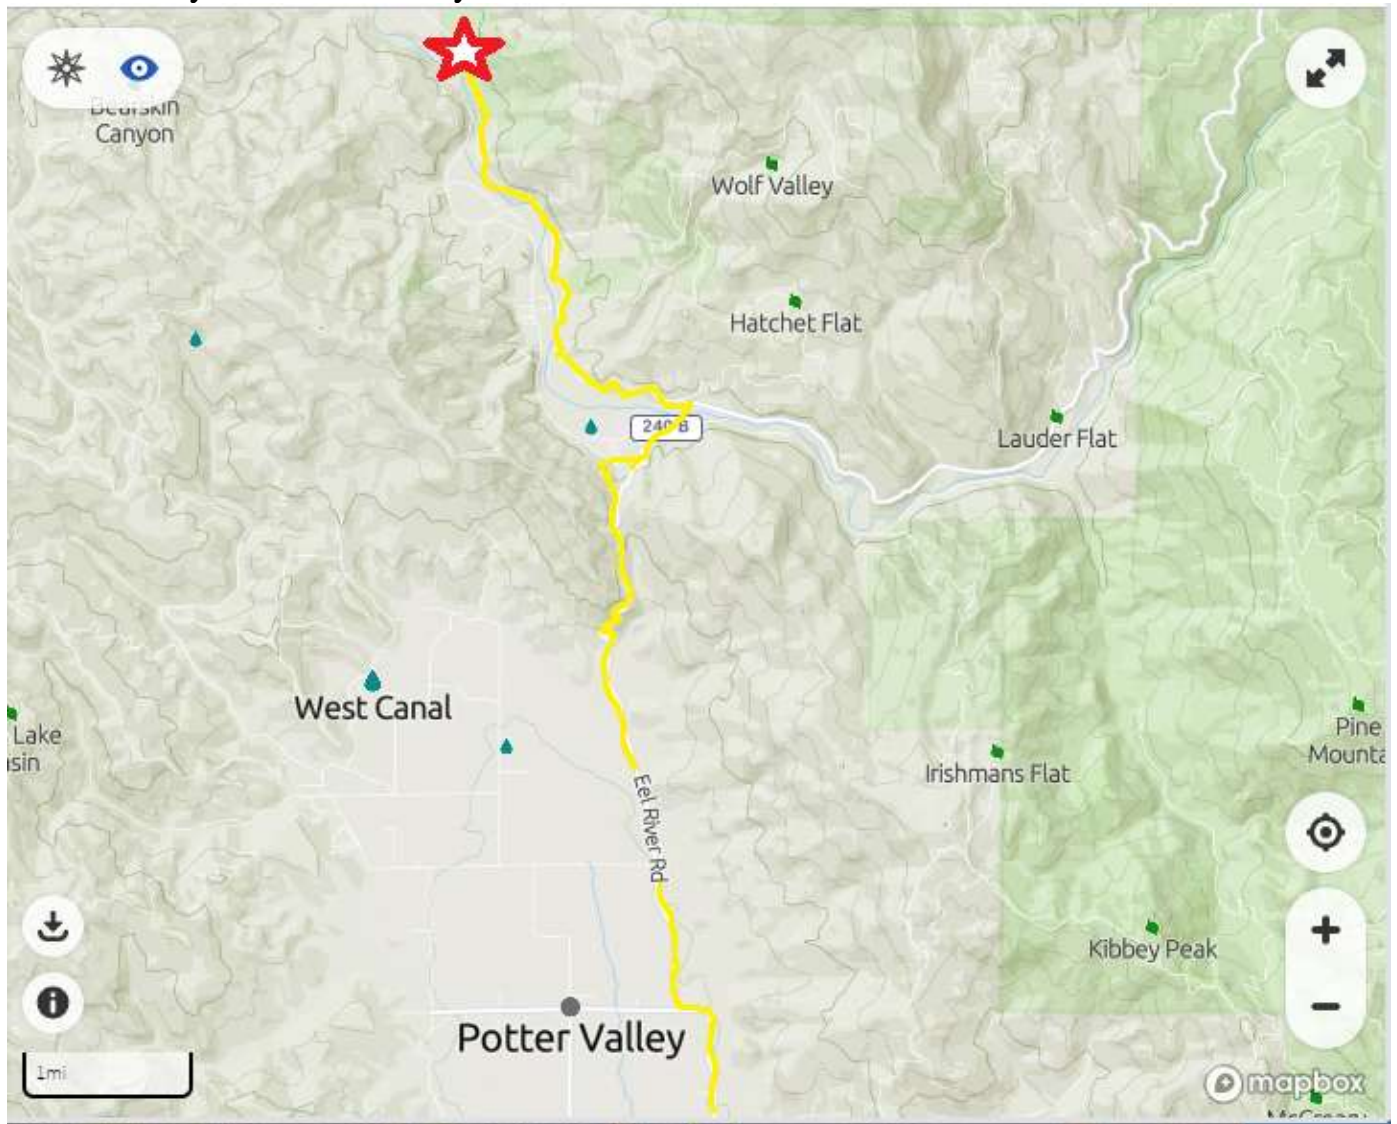 Canyon
Wolf Valley
Hatchet Flat
240 B
Lauder Flat
West Canal
Lake
Pine
Irishmans Flat
Eel River Rd
Kibbey Peak
Potter Valley
1mi
mapbox